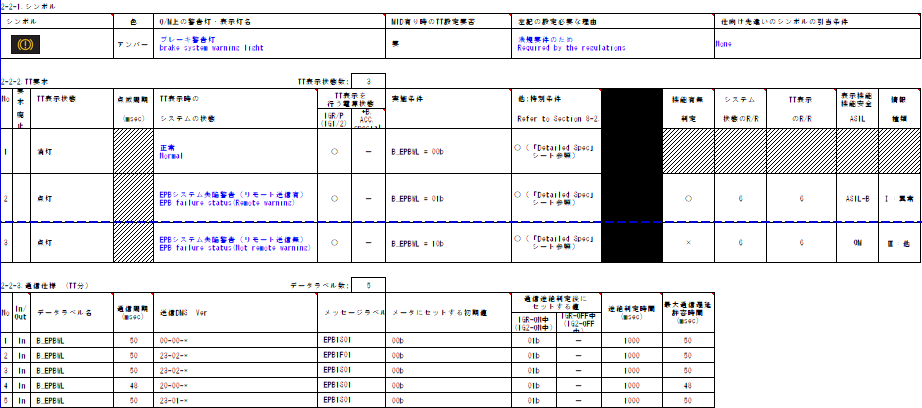 2-2-1.シンボル
シンボル 色 O/M上の警告灯・表示灯名 MID有り時のTT設定要否 左記の設定必要な理由 仕向け先違いのシンボルの引当条件
アンバー ブレーキ警告灯 要 法規要件のため None
brake system warning light Required by the regulations
2-2-2.TT要求 TT表示状態数: 3
No 要求 TT表示状態 点滅周期 (msec) TT表示時の システムの状態 TT表示を 行う電源状態 実施条件 他:特別条件 機能有無 判定 システム 状態のR/R TT表示 のR/R 表示機能 機能安全 ASIL 情報 種類
IGR/P (IG1/2) +B, ACC, Refer to Section 8-2
1 消灯 正常 ○ － B_EPBWL = 00b ○（「Detailed Spec」
Normal シート参照）
2 点灯 EPBシステム失陥警告（リモート送信有） ○ － B_EPBWL = 01b ○（「Detailed Spec」 ○ 6 6 ASIL-B Ⅰ：異常
EPB failure status(Remote warning) シート参照）
3 点灯 EPBシステム失陥警告（リモート送信無） ○ － B_EPBWL = 10b ○（「Detailed Spec」 × 6 6 QM Ⅲ：他
EPB failure status(Not remote warning) シート参照）
2-2-3.通信仕様 （TT分） データラベル数: 5
No In/Out データラベル名 通信周期 (msec) 送信DMS Ver メッセージラベル メータにセットする初期値 通信途絶判定後に セットする値 途絶判定時間 (msec) 最大通信遅延 許容時間 (msec)
IGR-ON中 (IG2-ON中) IGR-OFF中 (IG2-OFF中)
1 In B_EPBWL 50 00-00-* EPB1S01 00b 01b － 1000 50
2 In B_EPBWL 50 23-02-* EPB1F01 00b 01b － 1000 50
3 In B_EPBWL 50 23-02-* EPB1S01 00b 01b － 1000 50
4 In B_EPBWL 48 20-00-* EPB1S01 00b 01b － 1000 48
5 In B_EPBWL 50 23-01-* EPB1S01 00b 01b － 1000 50